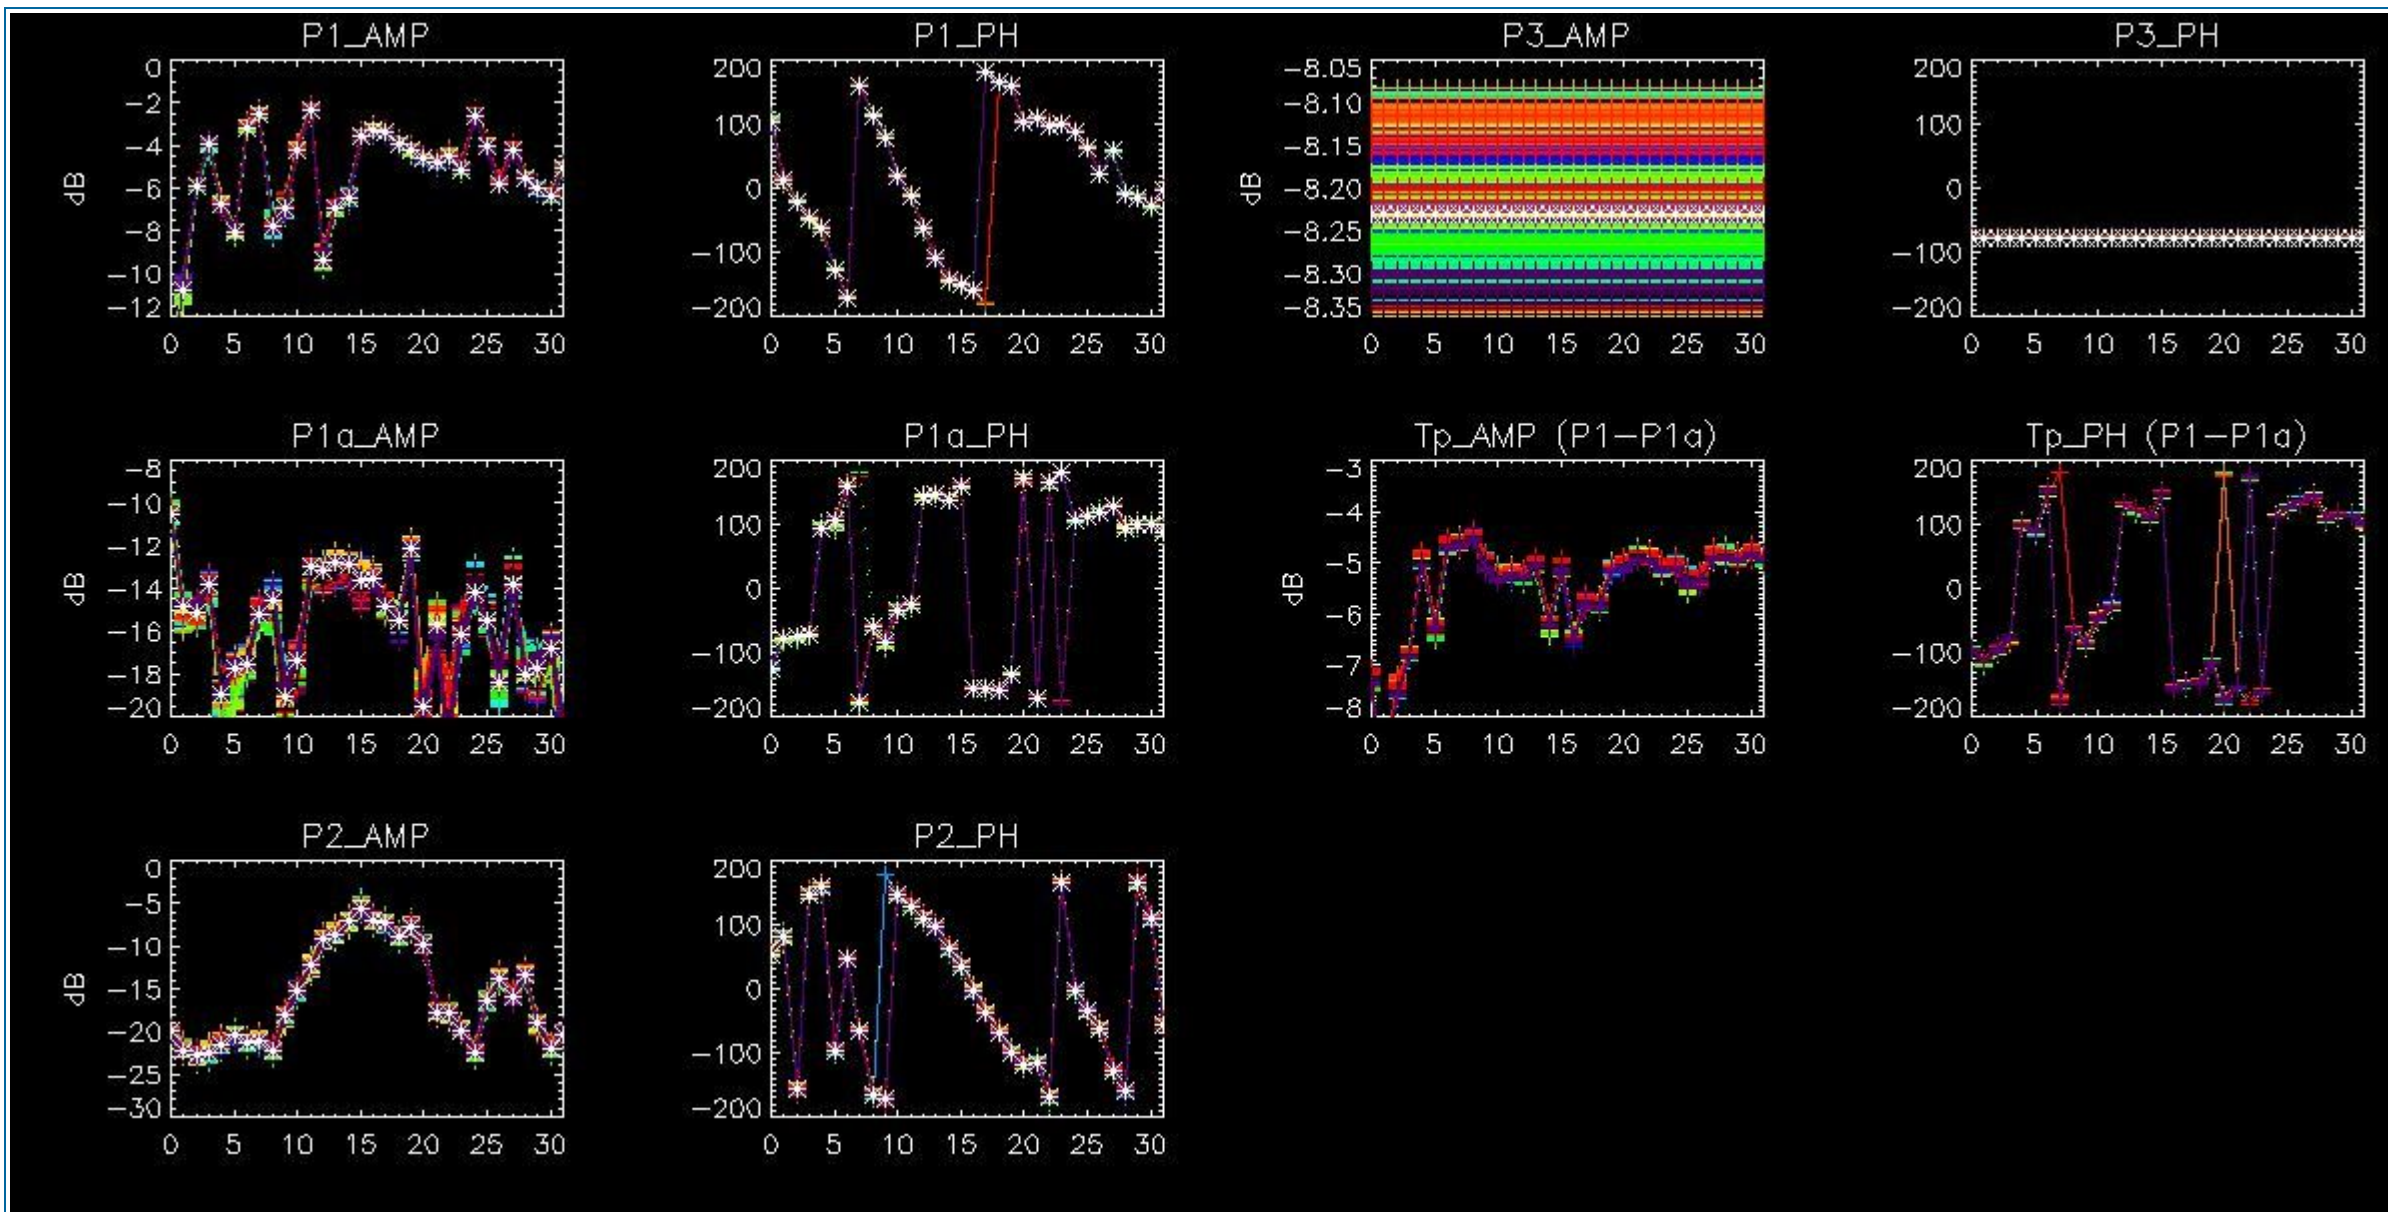 P1_AMP P1_PH P3_AMP P3_PH
0 200 -8.05 200
-2 100 -8.10 100
-4 0 -8.15 0
-6 -100 -8.20 -100
-8 -200 -8.25 -200
-10 -8.30
-12 -8.35
dB dB
0 5 10 15 20 25 30 0 5 10 15 20 25 30 0 5 10 15 20 25 30 0 5 10 15 20 25 30
P1a_AMP P1a_PH Tp_AMP (P1-P1a) Tp_PH (P1-P1a)
-8 200 -3 200
-10 100 -4 100
-12 0 -5 0
-14 -100 -6 -100
-16 -200 -7 -200
-18 -8
-20
dB dB
0 5 10 15 20 25 30 0 5 10 15 20 25 30 0 5 10 15 20 25 30 0 5 10 15 20 25 30
P2_AMP P2_PH
0 200
-5 100
-10 0
-15 -100
-20 -200
-25
-30
dB
0 5 10 15 20 25 30 0 5 10 15 20 25 30